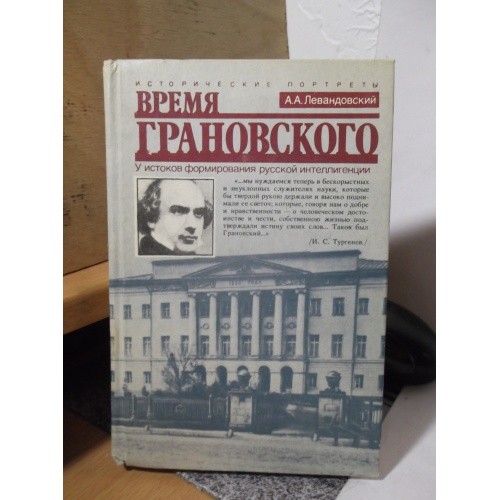 ИСТОРИЧЕСКИЕ ПОРТРЕТЫ
ВРЕМЯ
А.А.Левандовский
ГРАНОВСКОГО
У истоков формирования русской интеллигенции
«...мы нуждаемся теперь в бескорыстных
и неуклонных служителях науки, которые
бы твердой рукою держали и высоко подни-
мали ее светоч; которые, говоря нам о добре
и нравственности — о человеческом досто-
инстве и чести, собственною жизнью под-
тверждали истину своих слов... Таков был
Грановский...»
/И. С. Тургенев/